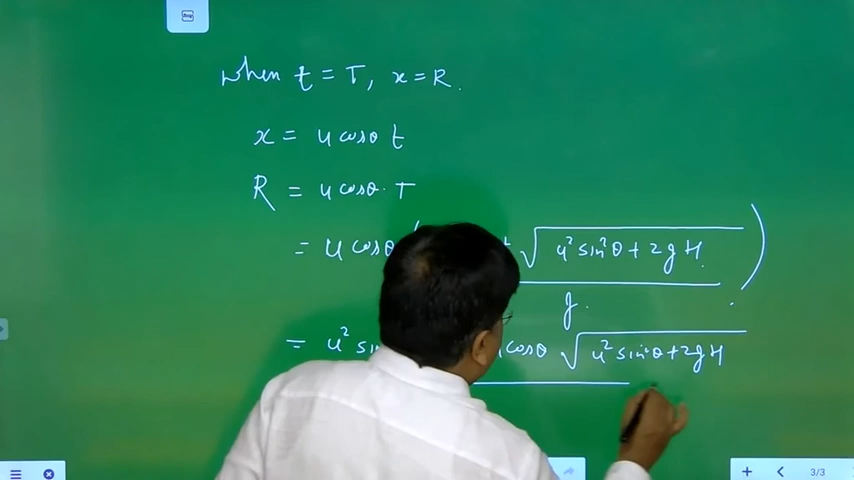 when t = T, x = R.
x = u cosθ t
R = u cosθ. T
= u cosθ ( √(u² sin²θ + 2gH) )
g.
= u² sin cosθ √(u² sin²θ + 2gH)
3/3